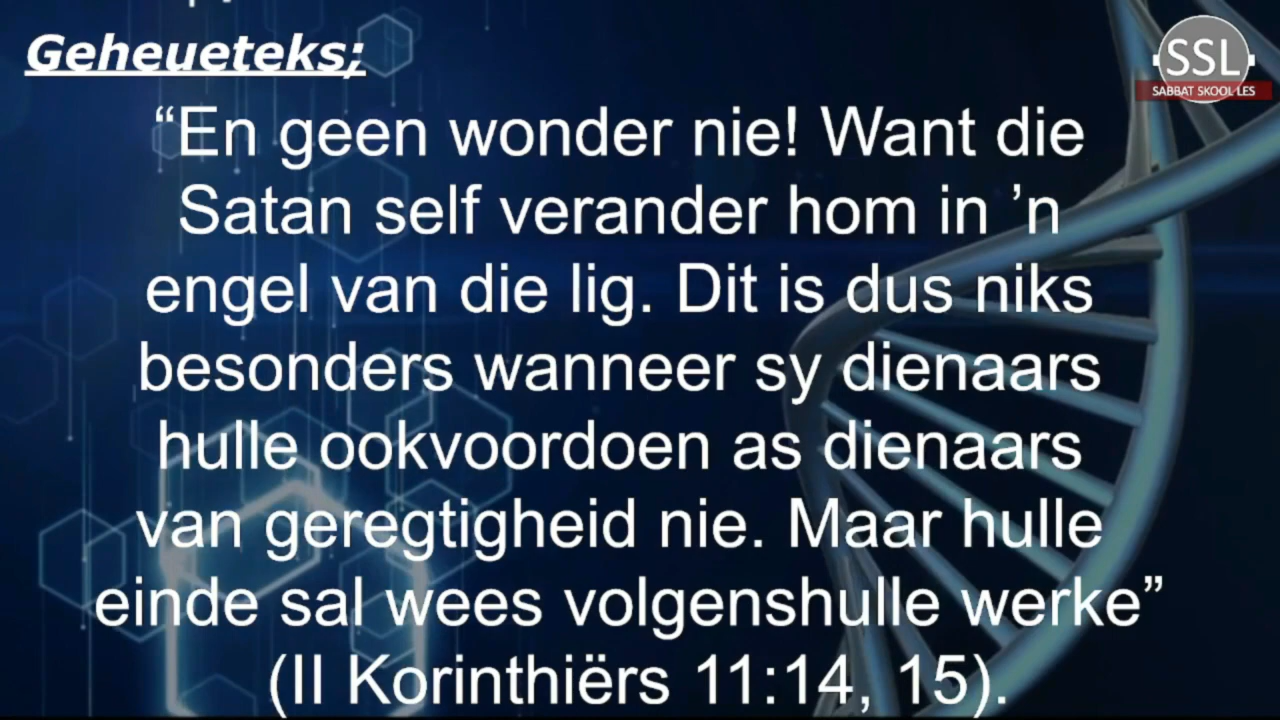 Geheueteks;
SSL
SABBAT SKOOL LES
“En geen wonder nie! Want die
Satan self verander hom in ’n
engel van die lig. Dit is dus niks
besonders wanneer sy dienaars
hulle ookvoordoen as dienaars
van geregtigheid nie. Maar hulle
einde sal wees volgenshulle werke”
(II Korinthiërs 11:14, 15).